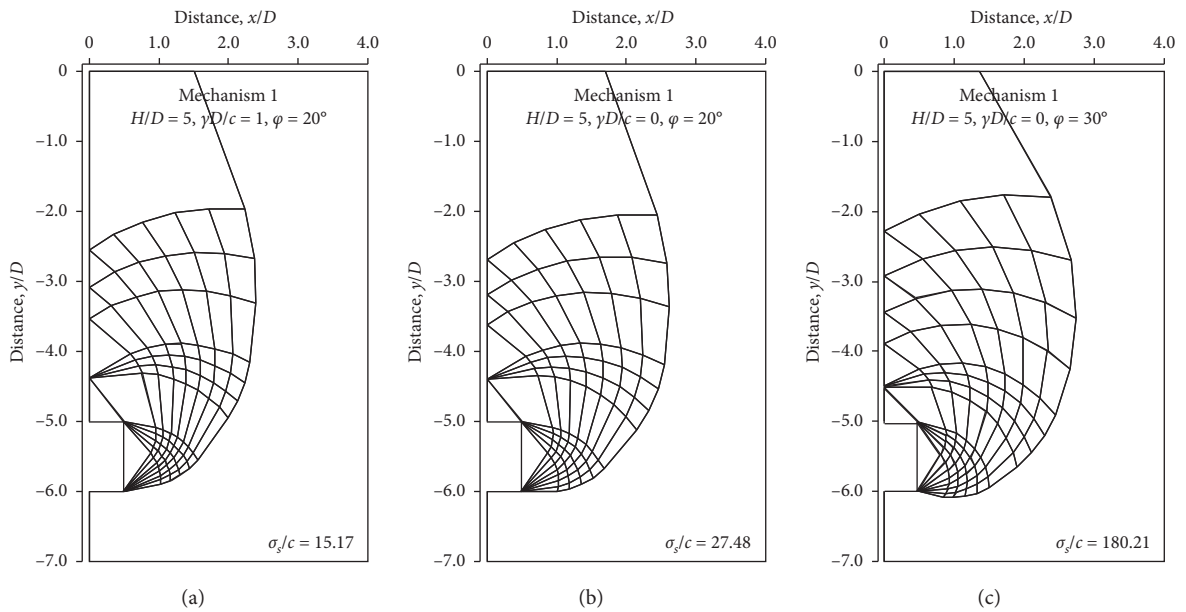 Distance, x/D
0 1.0 2.0 3.0 4.0
0
–1.0
–2.0
–3.0
–4.0
–5.0
–6.0
–7.0
Distance, y/D
Mechanism 1
H/D = 5, γD/c = 1, φ = 20°
σs/c = 15.17
(a)
Distance, x/D
0 1.0 2.0 3.0 4.0
0
–1.0
–2.0
–3.0
–4.0
–5.0
–6.0
–7.0
Distance, y/D
Mechanism 1
H/D = 5, γD/c = 0, φ = 20°
σs/c = 27.48
(b)
Distance, x/D
0 1.0 2.0 3.0 4.0
0
–1.0
–2.0
–3.0
–4.0
–5.0
–6.0
–7.0
Distance, y/D
Mechanism 1
H/D = 5, γD/c = 0, φ = 30°
σs/c = 180.21
(c)